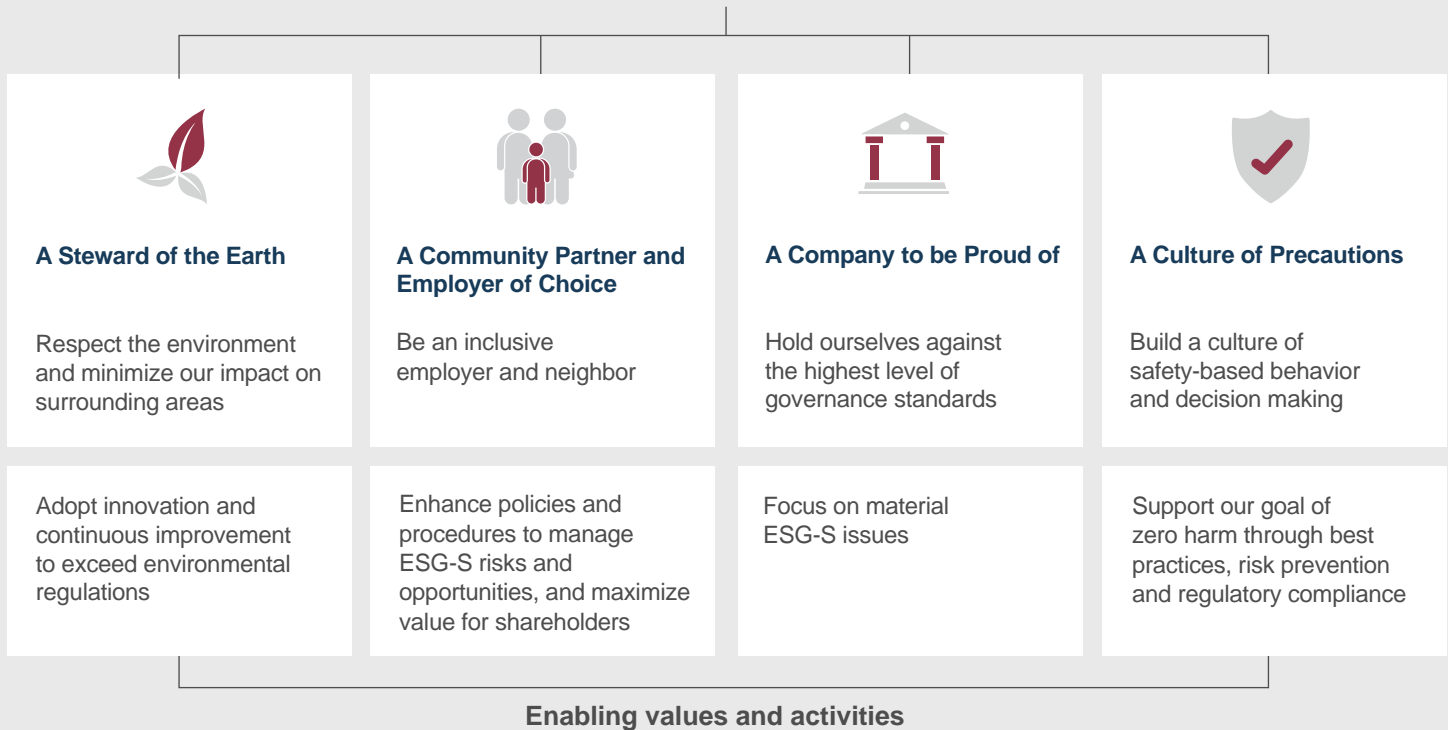 A Steward of the Earth
Respect the environment
and minimize our impact on
surrounding areas
A Community Partner and
Employer of Choice
Be an inclusive
employer and neighbor
A Company to be Proud of
Hold ourselves against
the highest level of
governance standards
A Culture of Precautions
Build a culture of
safety-based behavior
and decision making
Adopt innovation and
continuous improvement
to exceed environmental
regulations
Enhance policies and
procedures to manage
ESG-S risks and
opportunities, and maximize
value for shareholders
Focus on material
ESG-S issues
Support our goal of
zero harm through best
practices, risk prevention
and regulatory compliance
Enabling values and activities